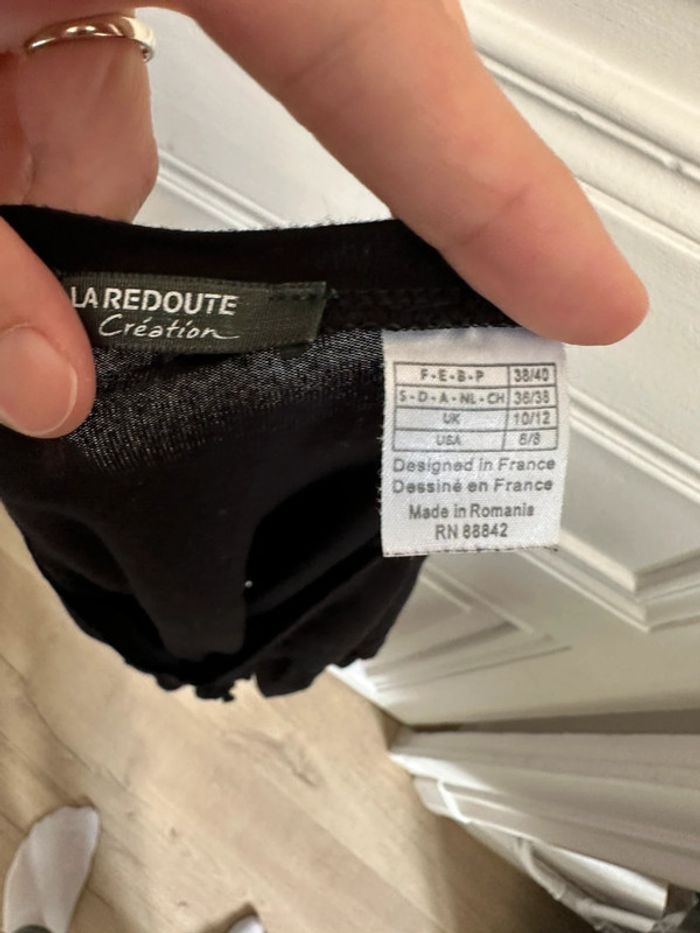 LA REDOUTE
Création
F - E - B - P 38/40
S - D - A - NL - CH 36/38
UK 10/12
USA 6/8
Designed in France
Dessiné en France
Made in Romania
RN 88842